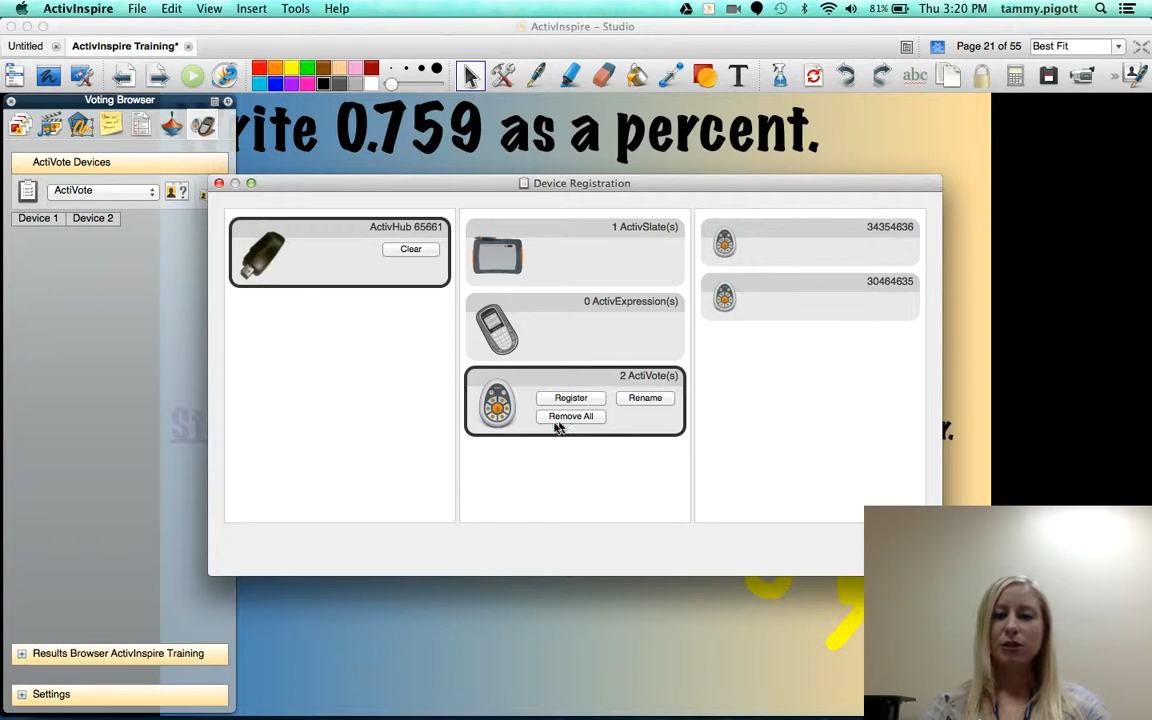 ActivInspire File Edit View Insert Tools Help 81% Thu 3:20 PM tammy.pigott
ActivInspire – Studio
Untitled ActivInspire Training* Page 21 of 55 Best Fit
abc
Voting Browser
rite 0.759 as a percent.
ActiVote Devices
ActiVote
Device 1 Device 2
Device Registration
ActivHub 65661
Clear
1 ActivSlate(s)
0 ActivExpression(s)
2 ActiVote(s)
Register Rename
Remove All
34354636
30464635
Results Browser ActivInspire Training
Settings